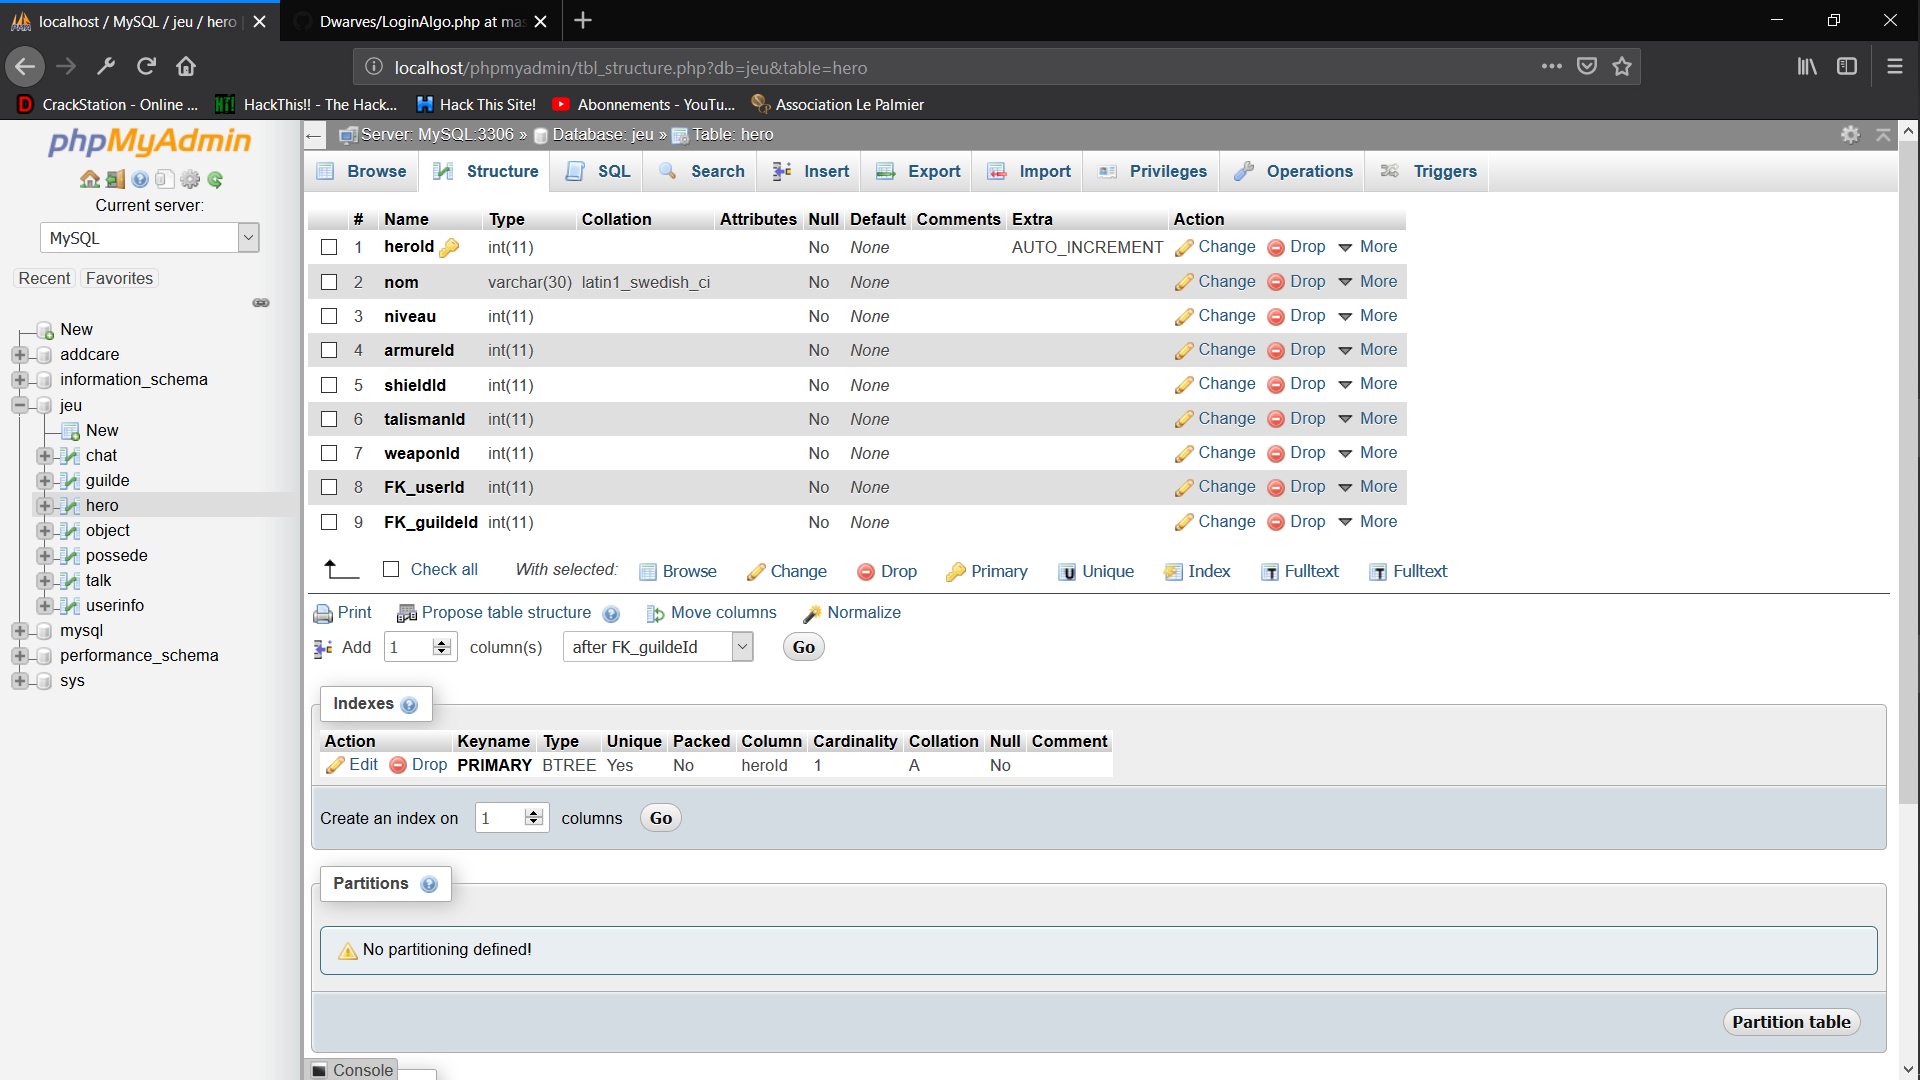 localhost / MySQL / jeu / hero |
Dwarves/LoginAlgo.php at mas
localhost/phpmyadmin/tbl_structure.php?db=jeu&table=hero
CrackStation - Online ...
HackThis!! - The Hack...
Hack This Site!
Abonnements - YouTu...
Association Le Palmier
phpMyAdmin
Current server:
MySQL
Recent
Favorites
New
addcare
information_schema
jeu
New
chat
guilde
hero
object
possede
talk
userinfo
mysql
performance_schema
sys
Server: MySQL:3306 » Database: jeu » Table: hero
Browse Structure SQL Search Insert Export Import Privileges Operations Triggers
# Name Type Collation Attributes Null Default Comments Extra Action
1 heroId int(11) No None AUTO_INCREMENT Change Drop More
2 nom varchar(30) latin1_swedish_ci No None Change Drop More
3 niveau int(11) No None Change Drop More
4 armureId int(11) No None Change Drop More
5 shieldId int(11) No None Change Drop More
6 talismanId int(11) No None Change Drop More
7 weaponId int(11) No None Change Drop More
8 FK_userId int(11) No None Change Drop More
9 FK_guildeId int(11) No None Change Drop More
Check all With selected: Browse Change Drop Primary Unique Index Fulltext Fulltext
Print Propose table structure Move columns Normalize
Add 1 column(s) after FK_guildeId Go
Indexes
Action Keyname Type Unique Packed Column Cardinality Collation Null Comment
Edit Drop PRIMARY BTREE Yes No heroId 1 A No
Create an index on 1 columns Go
Partitions
No partitioning defined!
Partition table
Console